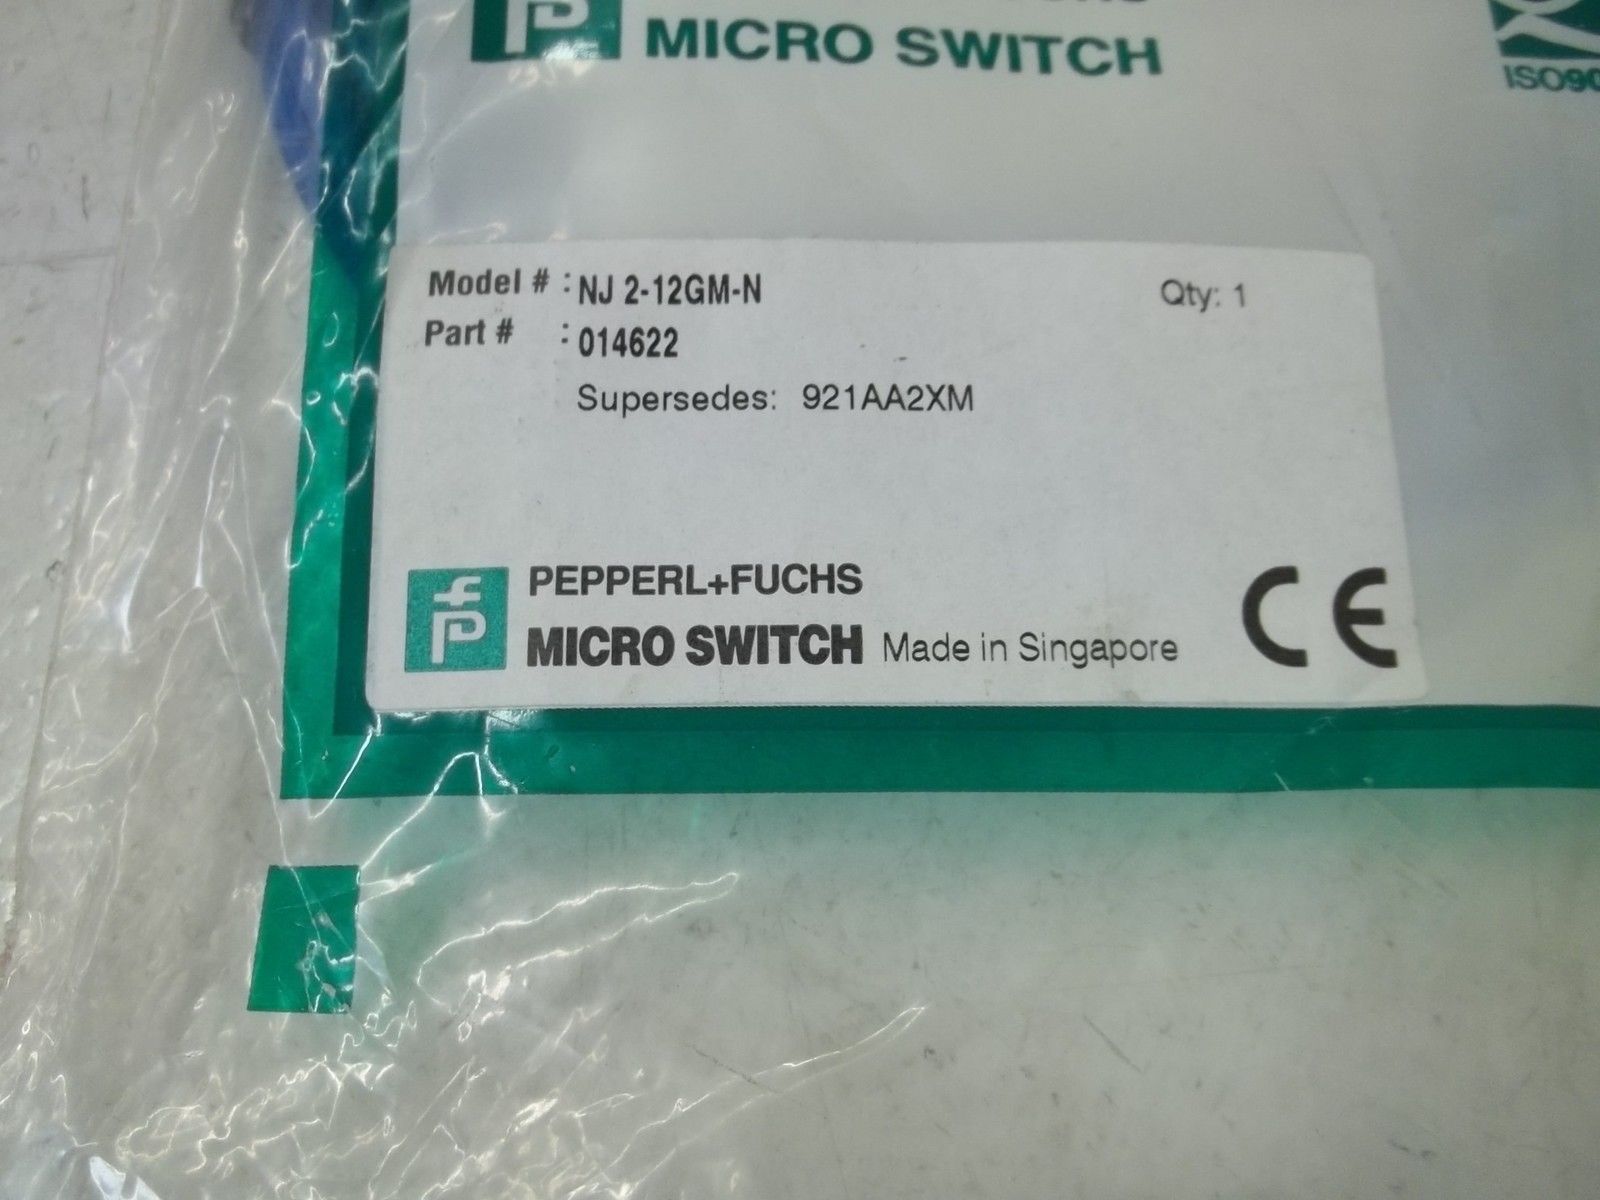 MICRO SWITCH
Model # : NJ 2-12GM-N
Qty: 1
Part # : 014622
Supersedes: 921AA2XM
PEPPERL+FUCHS
MICRO SWITCH Made in Singapore
CE